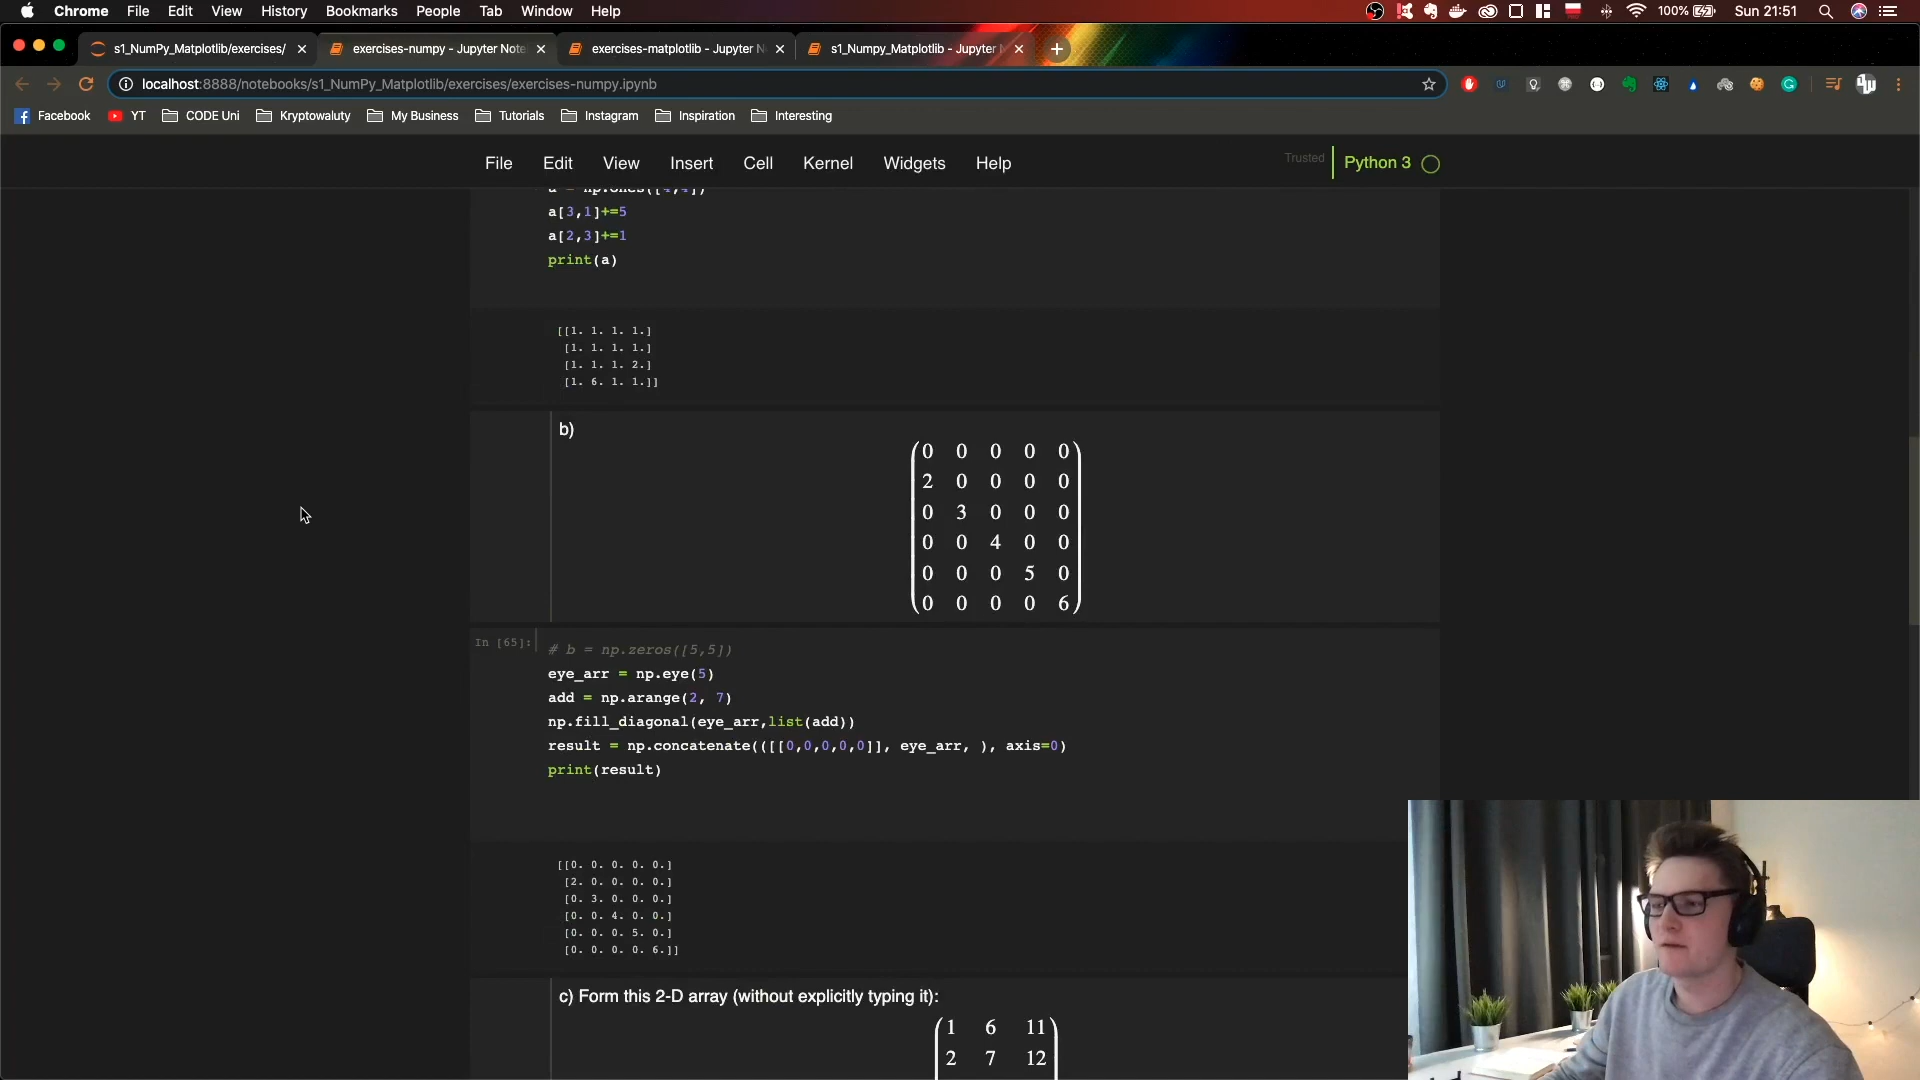 Chrome File Edit View History Bookmarks People Tab Window Help 100% Sun 21:51
s1_NumPy_Matplotlib/exercises/ exercises-numpy - Jupyter Note exercises-matplotlib - Jupyter N s1_Numpy_Matplotlib - Jupyter
localhost:8888/notebooks/s1_NumPy_Matplotlib/exercises/exercises-numpy.ipynb
Facebook YT CODE Uni Kryptowaluty My Business Tutorials Instagram Inspiration Interesting
File Edit View Insert Cell Kernel Widgets Help Trusted Python 3
a = np.ones([4,4])
a[3,1]+=5
a[2,3]+=1
print(a)
[[1. 1. 1. 1.]
[1. 1. 1. 1.]
[1. 1. 1. 2.]
[1. 6. 1. 1.]]
b)
0 0 0 0 0
2 0 0 0 0
0 3 0 0 0
0 0 4 0 0
0 0 0 5 0
0 0 0 0 6
In [65]: # b = np.zeros([5,5])
eye_arr = np.eye(5)
add = np.arange(2, 7)
np.fill_diagonal(eye_arr,list(add))
result = np.concatenate(([[0,0,0,0,0]], eye_arr, ), axis=0)
print(result)
[[0. 0. 0. 0. 0.]
[2. 0. 0. 0. 0.]
[0. 3. 0. 0. 0.]
[0. 0. 4. 0. 0.]
[0. 0. 0. 5. 0.]
[0. 0. 0. 0. 6.]]
c) Form this 2-D array (without explicitly typing it):
1 6 11
2 7 12